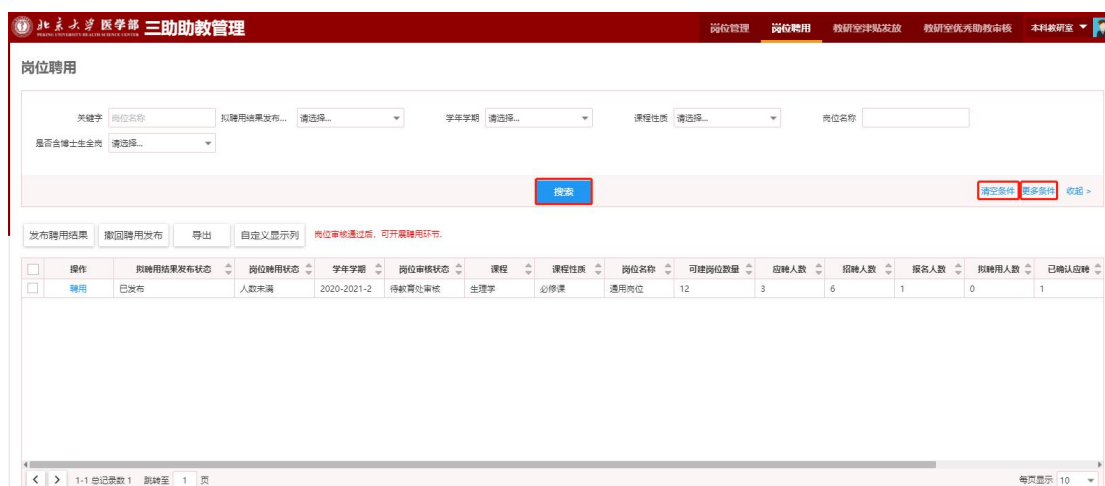 北京大学医学部 三助助教管理 岗位管理 岗位聘用 教研室津贴发放 教研室优秀助教审核 本科教研室
PEKING UNIVERSITY HEALTH SCIENCE CENTER
岗位聘用
关键字 岗位名称 拟聘用结果发布... 请选择... 学年学期 请选择... 课程性质 请选择... 岗位名称
是否含博士生全岗 请选择...
搜索 清空条件 更多条件 收起 >
发布聘用结果 撤回聘用发布 导出 自定义显示列 岗位审核通过后，可开展聘用环节.
操作 拟聘用结果发布状态 岗位聘用状态 学年学期 岗位审核状态 课程 课程性质 岗位名称 可建岗位数量 应聘人数 招聘人数 报名人数 拟聘用人数 已确认应聘
聘用 已发布 人数未满 2020-2021-2 待教育处审核 生理学 必修课 通用岗位 12 3 6 1 0 1
< > 1-1 总记录数 1 跳转至 1 页 每页显示 10